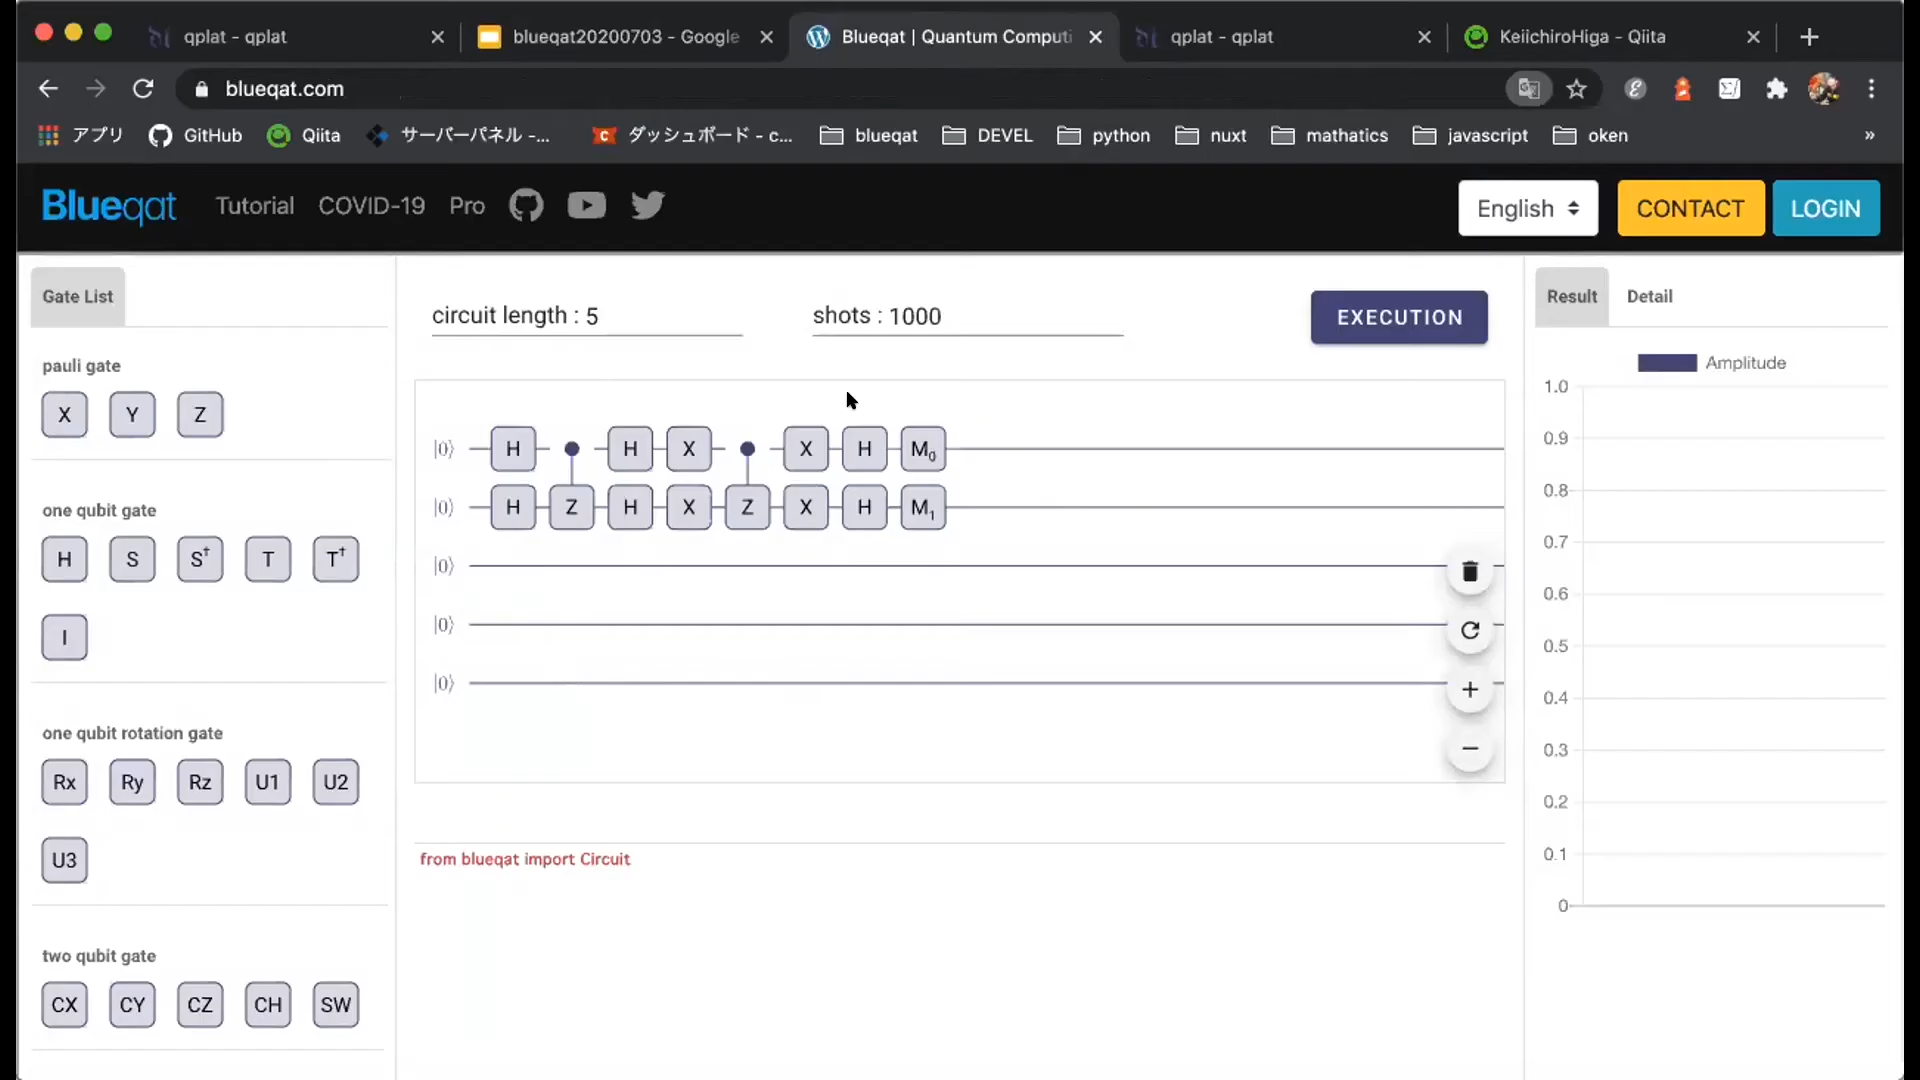 qplat - qplat
blueqat20200703 - Google
Blueqat | Quantum Computi
qplat - qplat
KeiichiroHiga - Qiita
blueqat.com
アプリ
GitHub
Qiita
サーバーパネル -...
ダッシュボード - c...
blueqat
DEVEL
python
nuxt
mathatics
javascript
oken
»
Blueqat
Tutorial
COVID-19
Pro
English
CONTACT
LOGIN
Gate List
pauli gate
X Y Z
one qubit gate
H S S† T T†
I
one qubit rotation gate
Rx Ry Rz U1 U2
U3
two qubit gate
CX CY CZ CH SW
circuit length : 5
shots : 1000
EXECUTION
|0⟩ H H X X H M0
|0⟩ H Z H X Z X H M1
|0⟩
|0⟩
|0⟩
from blueqat import Circuit
Result
Detail
Amplitude
1.0
0.9
0.8
0.7
0.6
0.5
0.4
0.3
0.2
0.1
0